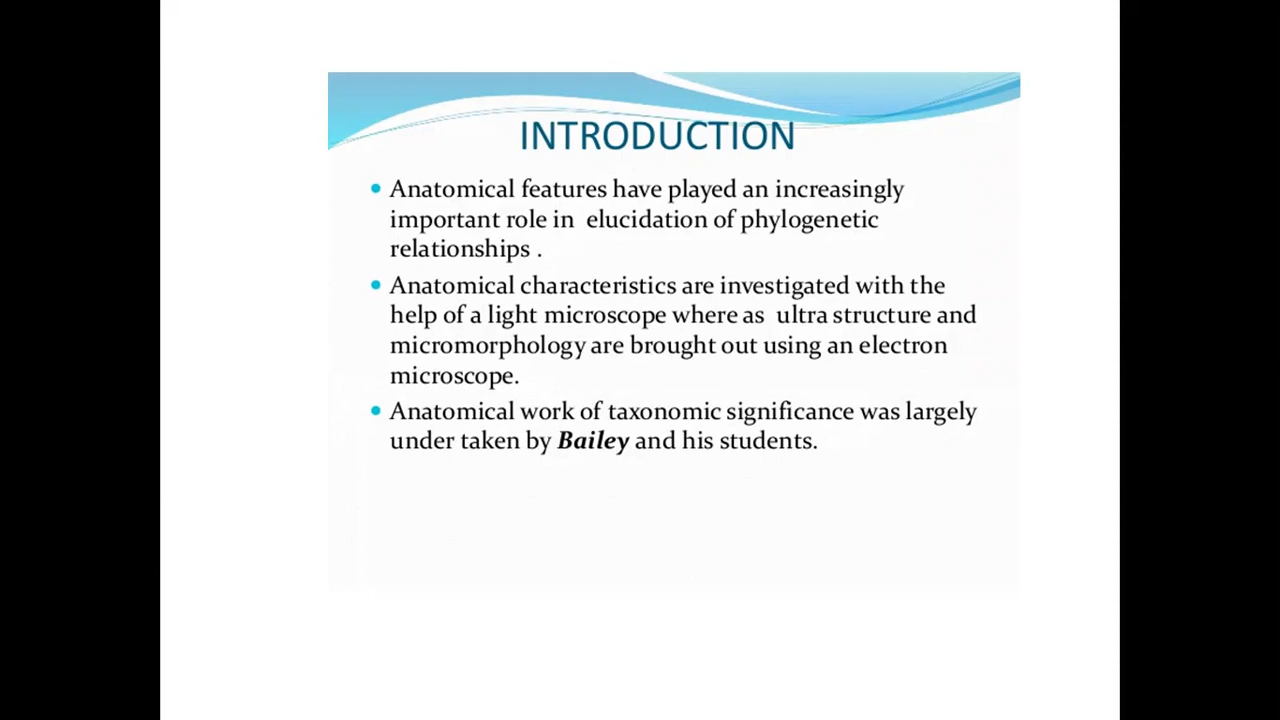 INTRODUCTION
Anatomical features have played an increasingly
important role in elucidation of phylogenetic
relationships .
Anatomical characteristics are investigated with the
help of a light microscope where as ultra structure and
micromorphology are brought out using an electron
microscope.
Anatomical work of taxonomic significance was largely
under taken by Bailey and his students.